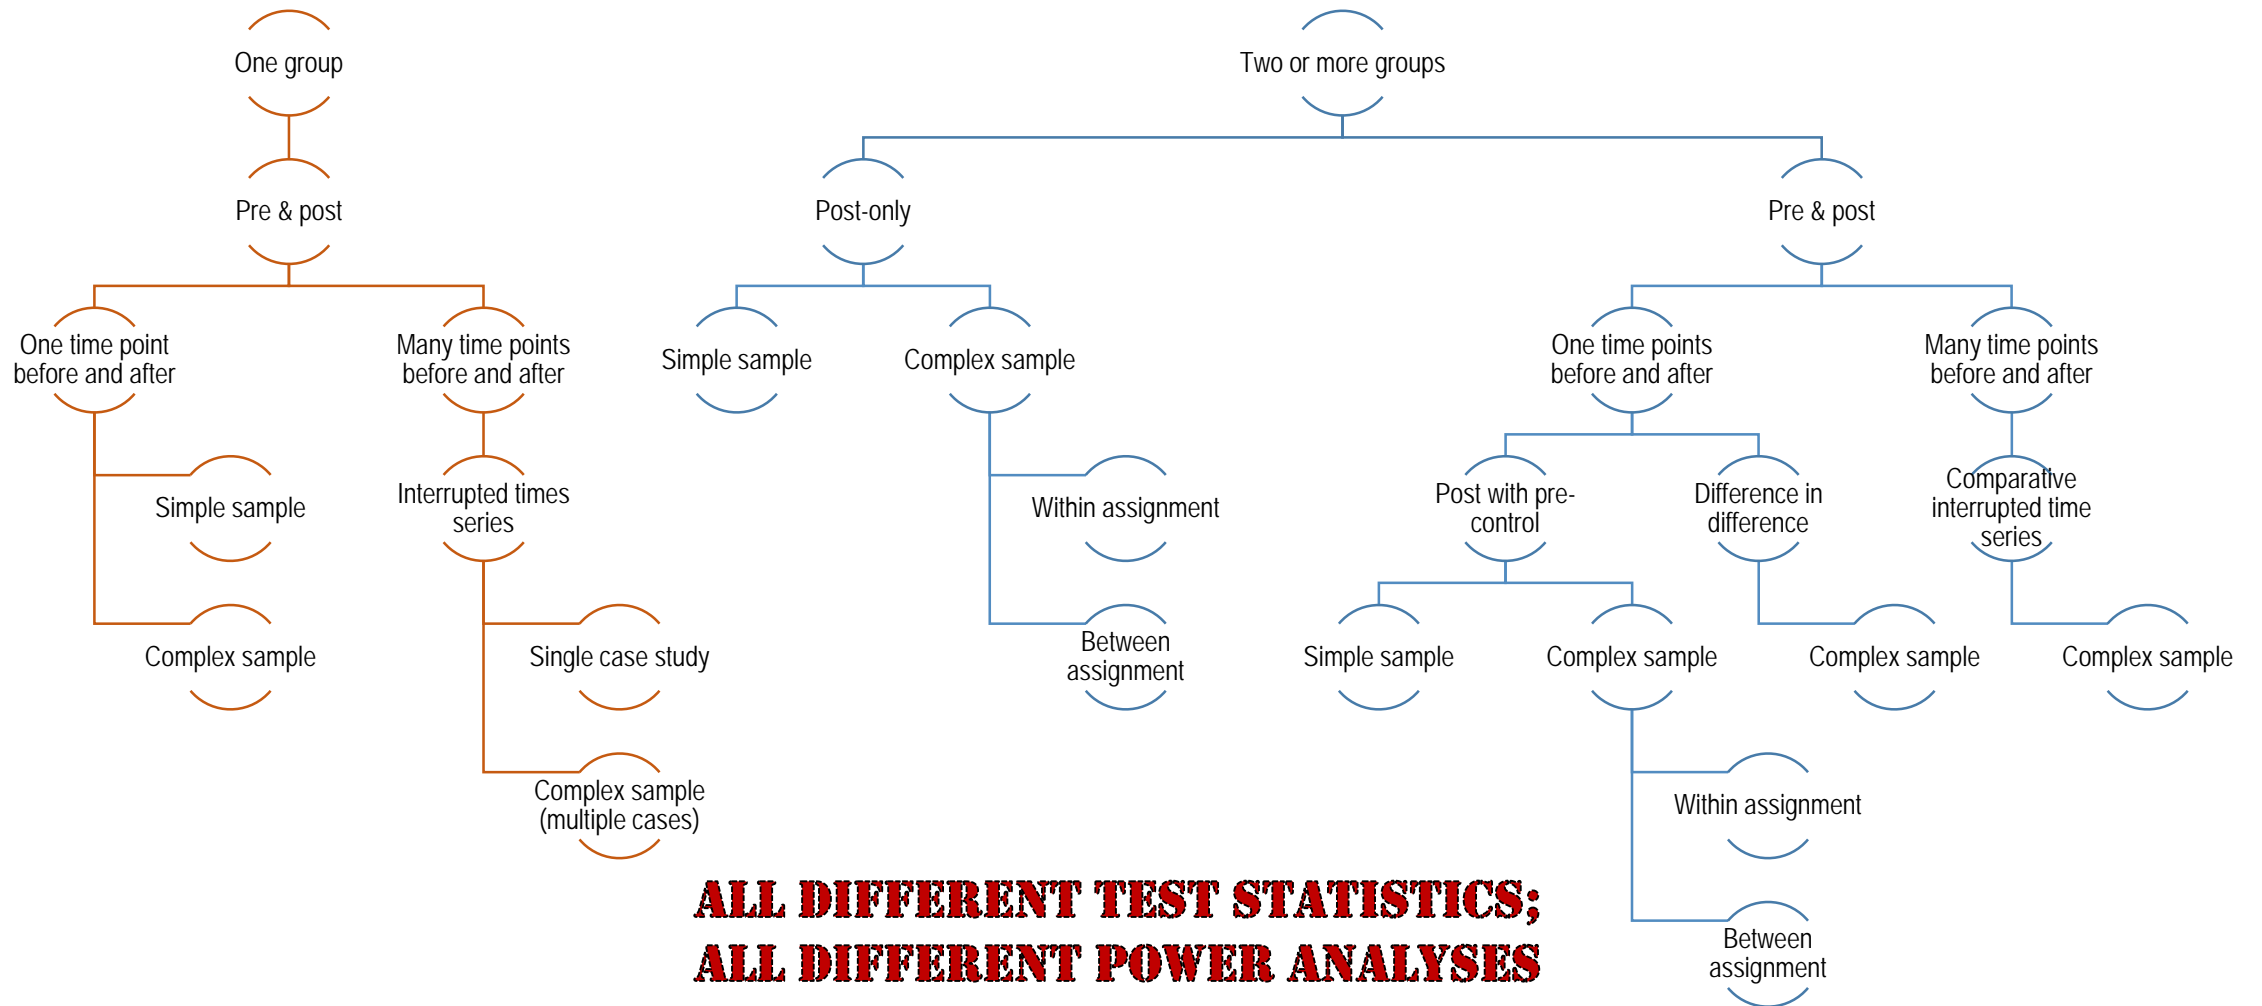 One group
Two or more groups
Pre & post
Post-only
Pre & post
One time point
before and after
Many time points
before and after
Simple sample
Complex sample
One time points
before and after
Many time points
before and after
Simple sample
Interrupted times
series
Within assignment
Post with pre-
control
Difference in
difference
Comparative
interrupted time
series
Complex sample
Single case study
Between
assignment
Simple sample
Complex sample
Complex sample
Complex sample
Complex sample
(multiple cases)
Within assignment
Between
assignment
ALL DIFFERENT TEST STATISTICS;
ALL DIFFERENT POWER ANALYSES